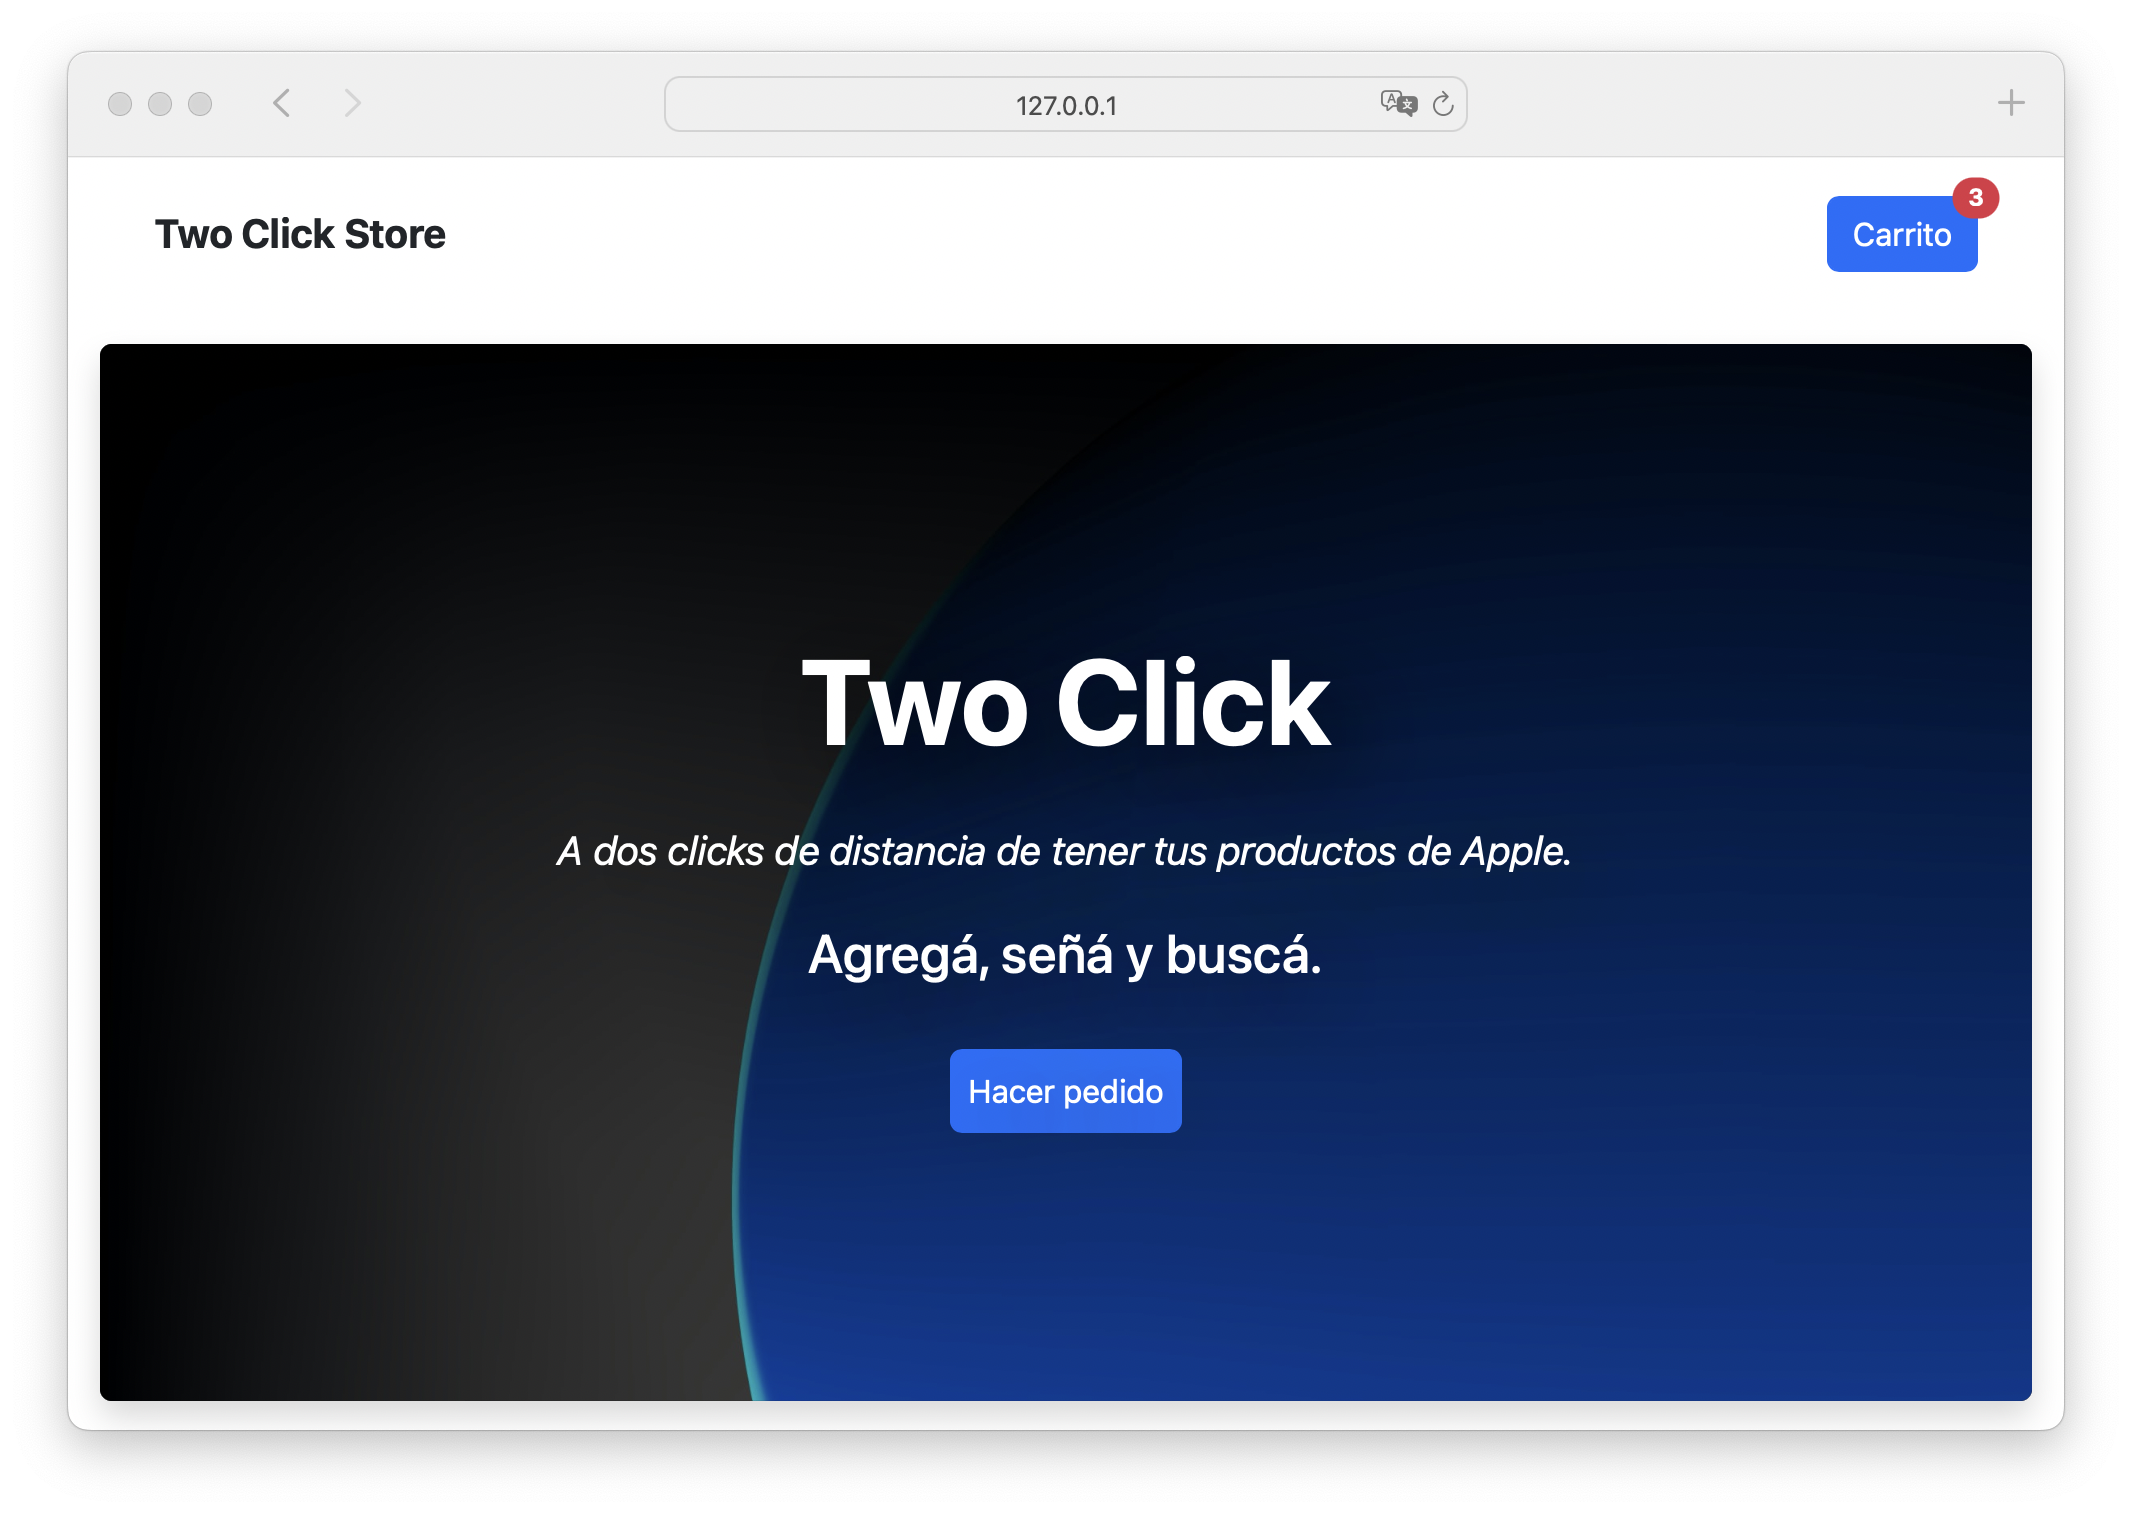 127.0.0.1
Two Click Store
Carrito
3
Two Click
A dos clicks de distancia de tener tus productos de Apple.
Agregá, señá y buscá.
Hacer pedido